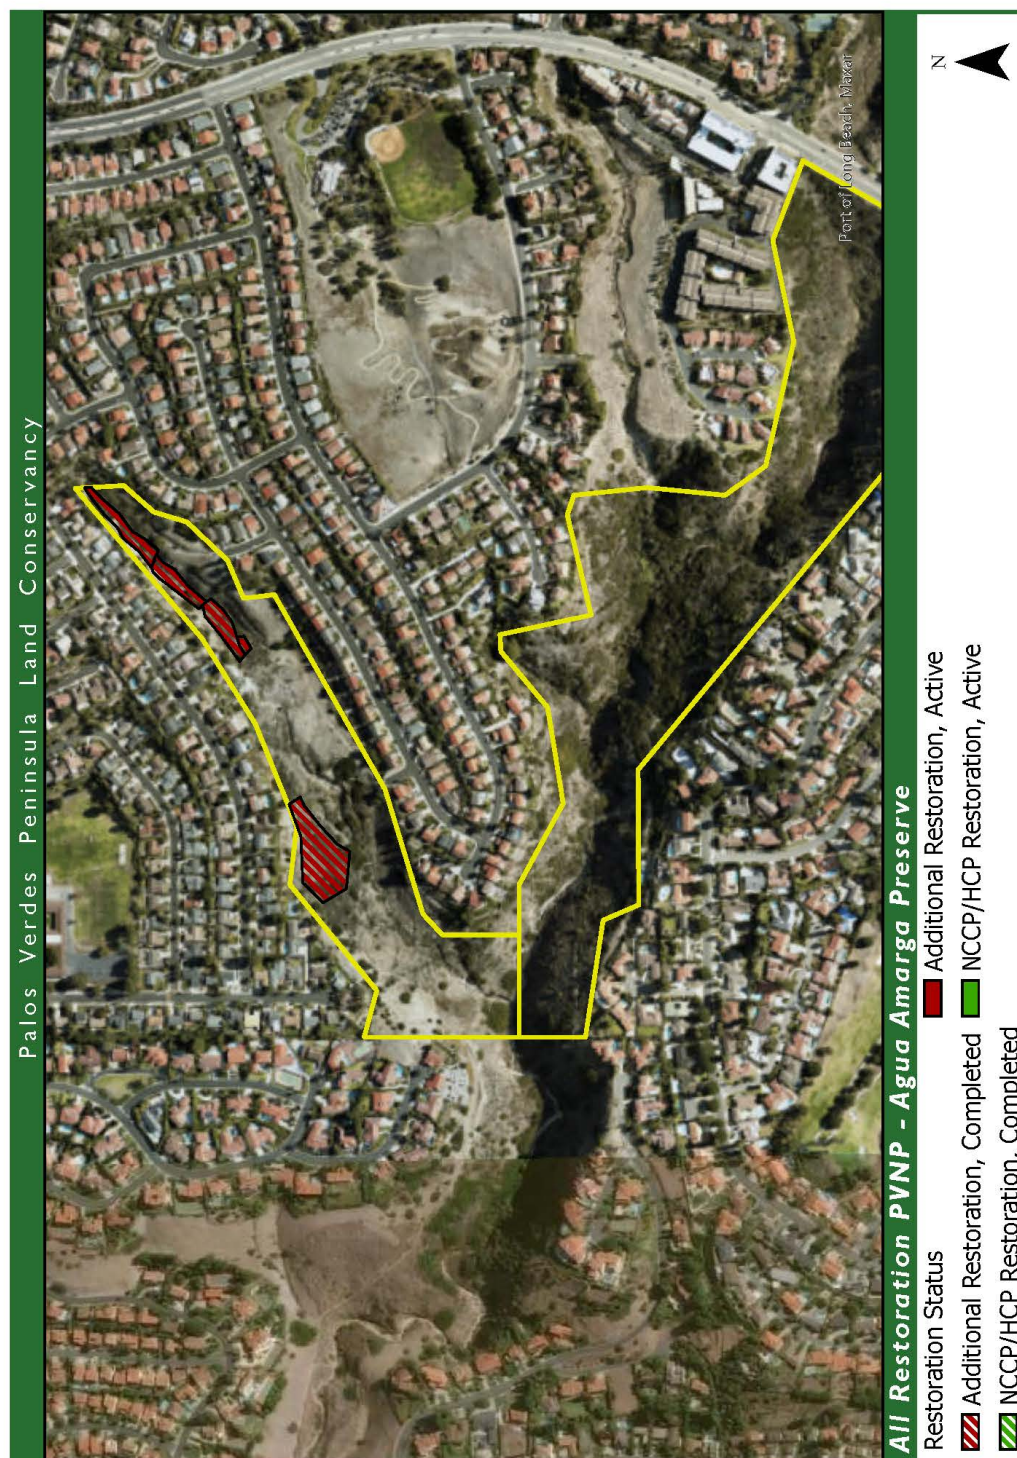 Palos Verdes Peninsula Land Conservancy
Port of Long Beach, Maxar
All Restoration PVNP - Agua Amarga Preserve
Restoration Status
Additional Restoration, Completed
NCCP/HCP Restoration, Completed
Additional Restoration, Active
NCCP/HCP Restoration, Active
N